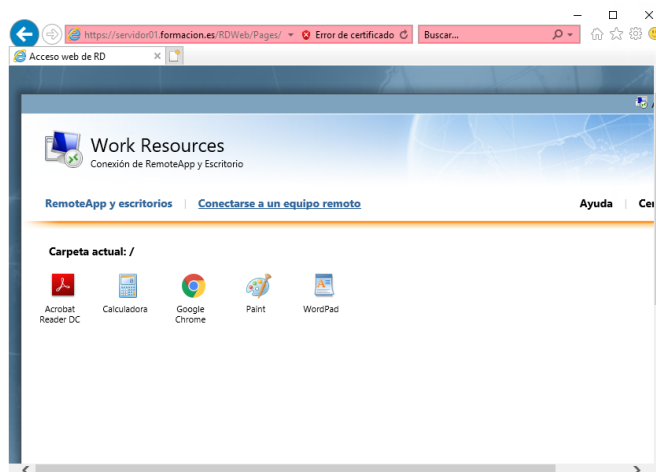 https://servidor01.formacion.es/RDWeb/Pages/ Error de certificado Buscar...
Acceso web de RD
Work Resources
Conexión de RemoteApp y Escritorio
RemoteApp y escritorios | Conectarse a un equipo remoto Ayuda
Carpeta actual: /
Acrobat Reader DC
Calculadora
Google Chrome
Paint
WordPad